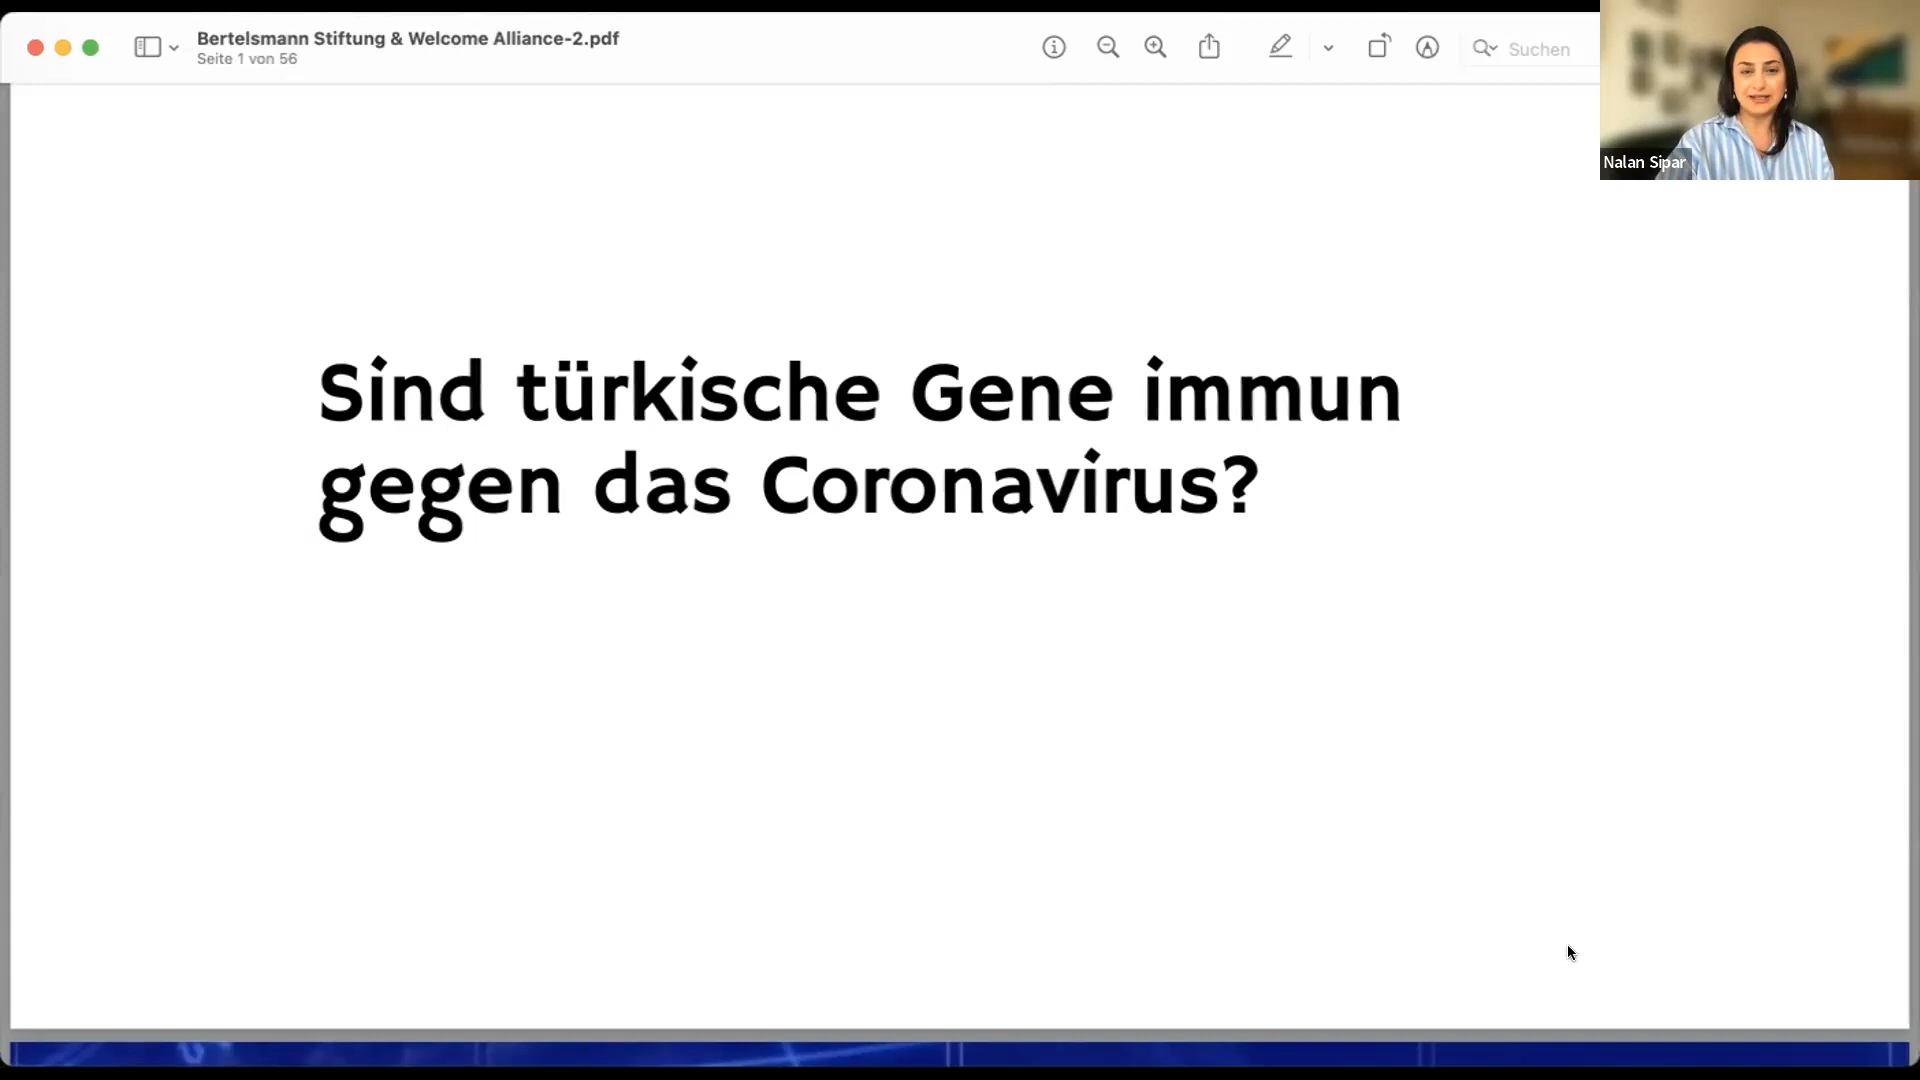 Bertelsmann Stiftung & Welcome Alliance-2.pdf
Seite 1 von 56
Suchen
Nalan Sipar
Sind türkische Gene immun
gegen das Coronavirus?